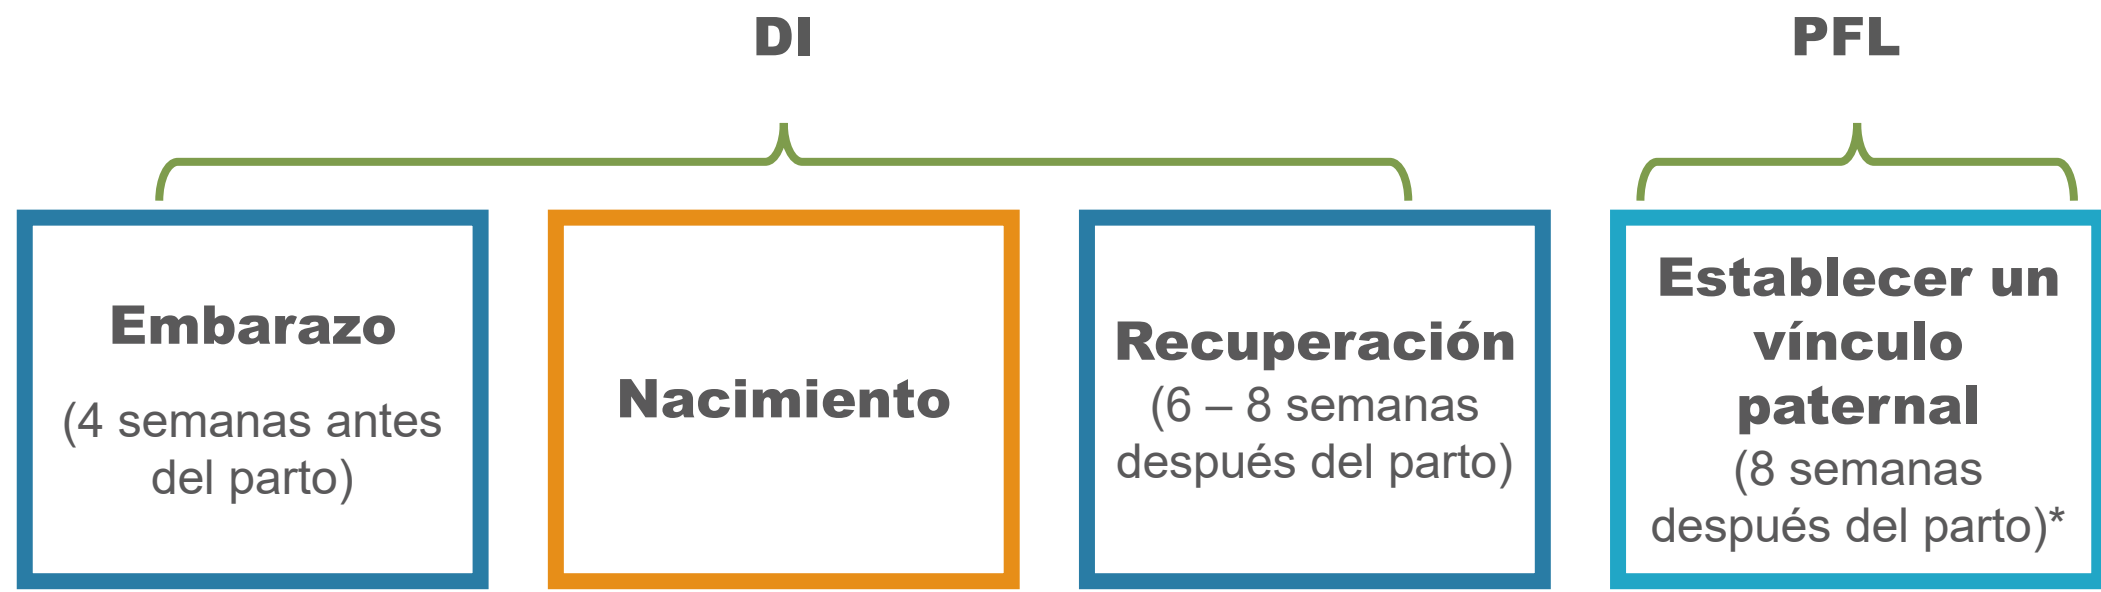 DI
PFL
Embarazo
(4 semanas antes
del parto)
Nacimiento
Recuperación
(6 – 8 semanas
después del parto)
Establecer un
vínculo
paternal
(8 semanas
después del parto)*